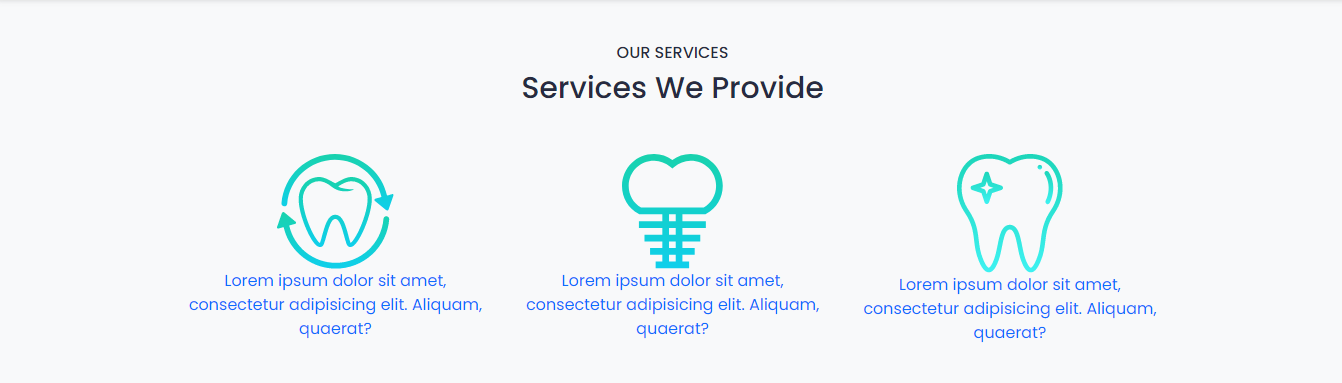 OUR SERVICES
Services We Provide
Lorem ipsum dolor sit amet,
consectetur adipisicing elit. Aliquam,
quaerat?
Lorem ipsum dolor sit amet,
consectetur adipisicing elit. Aliquam,
quaerat?
Lorem ipsum dolor sit amet,
consectetur adipisicing elit. Aliquam,
quaerat?